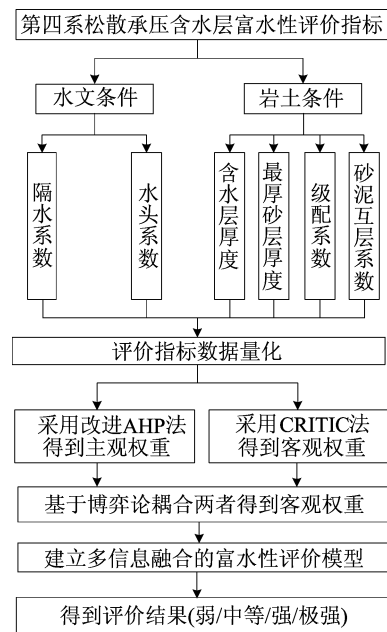 第四系松散承压含水层富水性评价指标
水文条件
岩土条件
隔水系数
水头系数
含水层厚度
最厚砂层厚度
级配系数
砂泥互层系数
评价指标数据量化
采用改进AHP法
得到主观权重
采用CRITIC法
得到客观权重
基于博弈论耦合两者得到客观权重
建立多信息融合的富水性评价模型
得到评价结果(弱/中等/强/极强)